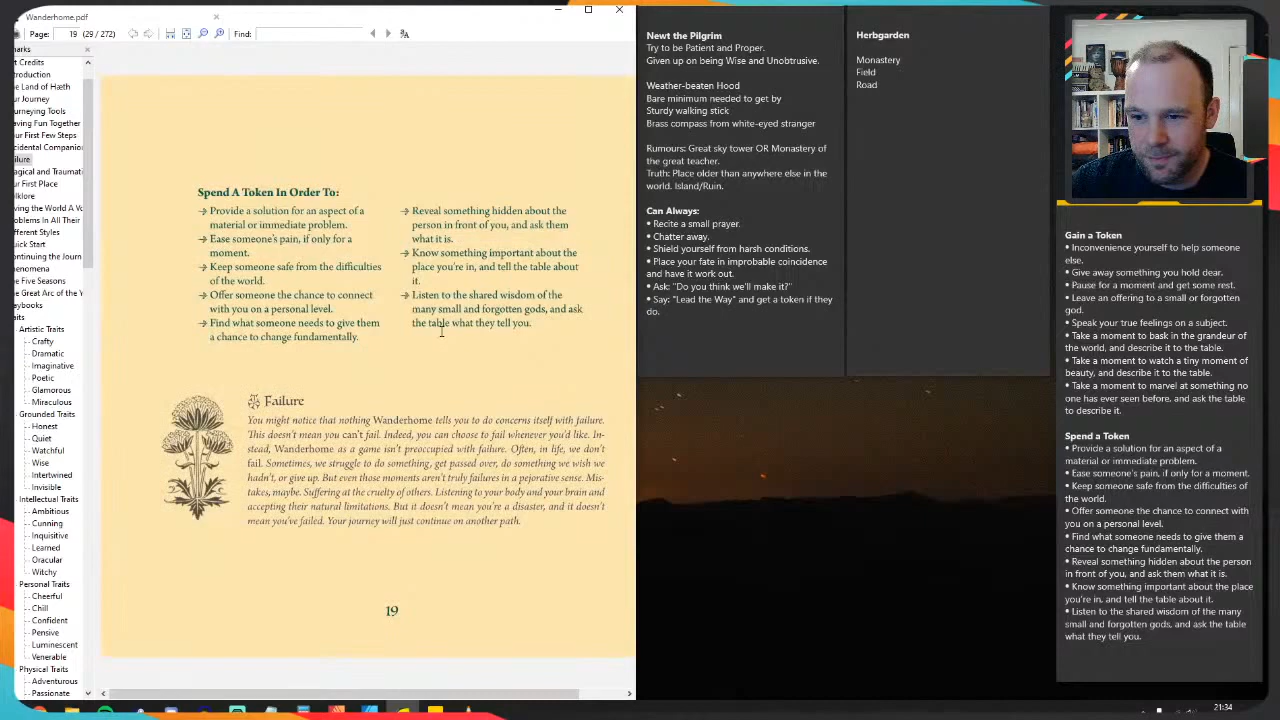 Wanderhome.pdf
Page: 19 (29 / 272) Find:
marks
t Credits
troduction
he Land of Hæth
ur Journey
urneying Tools
aving Fun Together
ur First Few Steps
cidental Companio
ilure
agical and Traumati
ur First Place
lklore
ving the World A Vo
oblems In All Their
fferent Styles
uick Start
ontinuing the Journ
henomena
he Five Seasons
he Great Arc of the Y
aybooks
aits
Artistic Traits
Crafty
Dramatic
Imaginative
Poetic
Glamorous
Miraculous
Grounded Traits
Honest
Quiet
Watchful
Wise
Intertwined
Invisible
Intellectual Traits
Ambitious
Cunning
Inquisitive
Learned
Oracular
Witchy
Personal Traits
Cheerful
Chill
Confident
Pensive
Luminescent
Venerable
Physical Traits
Adventurous
Passionate
Spend A Token In Order To:
Provide a solution for an aspect of a
material or immediate problem.
Ease someone's pain, if only for a
moment.
Keep someone safe from the difficulties
of the world.
Offer someone the chance to connect
with you on a personal level.
Find what someone needs to give them
a chance to change fundamentally.
Reveal something hidden about the
person in front of you, and ask them
what it is.
Know something important about the
place you're in, and tell the table about
it.
Listen to the shared wisdom of the
many small and forgotten gods, and ask
the table what they tell you.
Failure
You might notice that nothing Wanderhome tells you to do concerns itself with failure.
This doesn't mean you can't fail. Indeed, you can choose to fail whenever you'd like. In-
stead, Wanderhome as a game isn't preoccupied with failure. Often, in life, we don't
fail. Sometimes, we struggle to do something, get passed over, do something we wish we
hadn't, or give up. But even those moments aren't truly failures in a pejorative sense. Mis-
takes, maybe. Suffering at the cruelty of others. Listening to your body and your brain and
accepting their natural limitations. But it doesn't mean you're a disaster, and it doesn't
mean you've failed. Your journey will just continue on another path.
19
Newt the Pilgrim
Try to be Patient and Proper.
Given up on being Wise and Unobtrusive.
Weather-beaten Hood
Bare minimum needed to get by
Sturdy walking stick
Brass compass from white-eyed stranger
Rumours: Great sky tower OR Monastery of
the great teacher.
Truth: Place older than anywhere else in the
world. Island/Ruin.
Can Always:
• Recite a small prayer.
• Chatter away.
• Shield yourself from harsh conditions.
• Place your fate in improbable coincidence
and have it work out.
• Ask: "Do you think we'll make it?"
• Say: "Lead the Way" and get a token if they
do.
Herbgarden
Monastery
Field
Road
Gain a Token
• Inconvenience yourself to help someone
else.
• Give away something you hold dear.
• Pause for a moment and get some rest.
• Leave an offering to a small or forgotten
god.
• Speak your true feelings on a subject.
• Take a moment to bask in the grandeur of
the world, and describe it to the table.
• Take a moment to watch a tiny moment of
beauty, and describe it to the table.
• Take a moment to marvel at something no
one has ever seen before, and ask the table
to describe it.
Spend a Token
• Provide a solution for an aspect of a
material or immediate problem.
• Ease someone's pain, if only for a moment.
• Keep someone safe from the difficulties of
the world.
• Offer someone the chance to connect with
you on a personal level.
• Find what someone needs to give them a
chance to change fundamentally.
• Reveal something hidden about the person
in front of you, and ask them what it is.
• Know something important about the place
you're in, and tell the table about it.
• Listen to the shared wisdom of the many
small and forgotten gods, and ask the table
what they tell you.
21:34